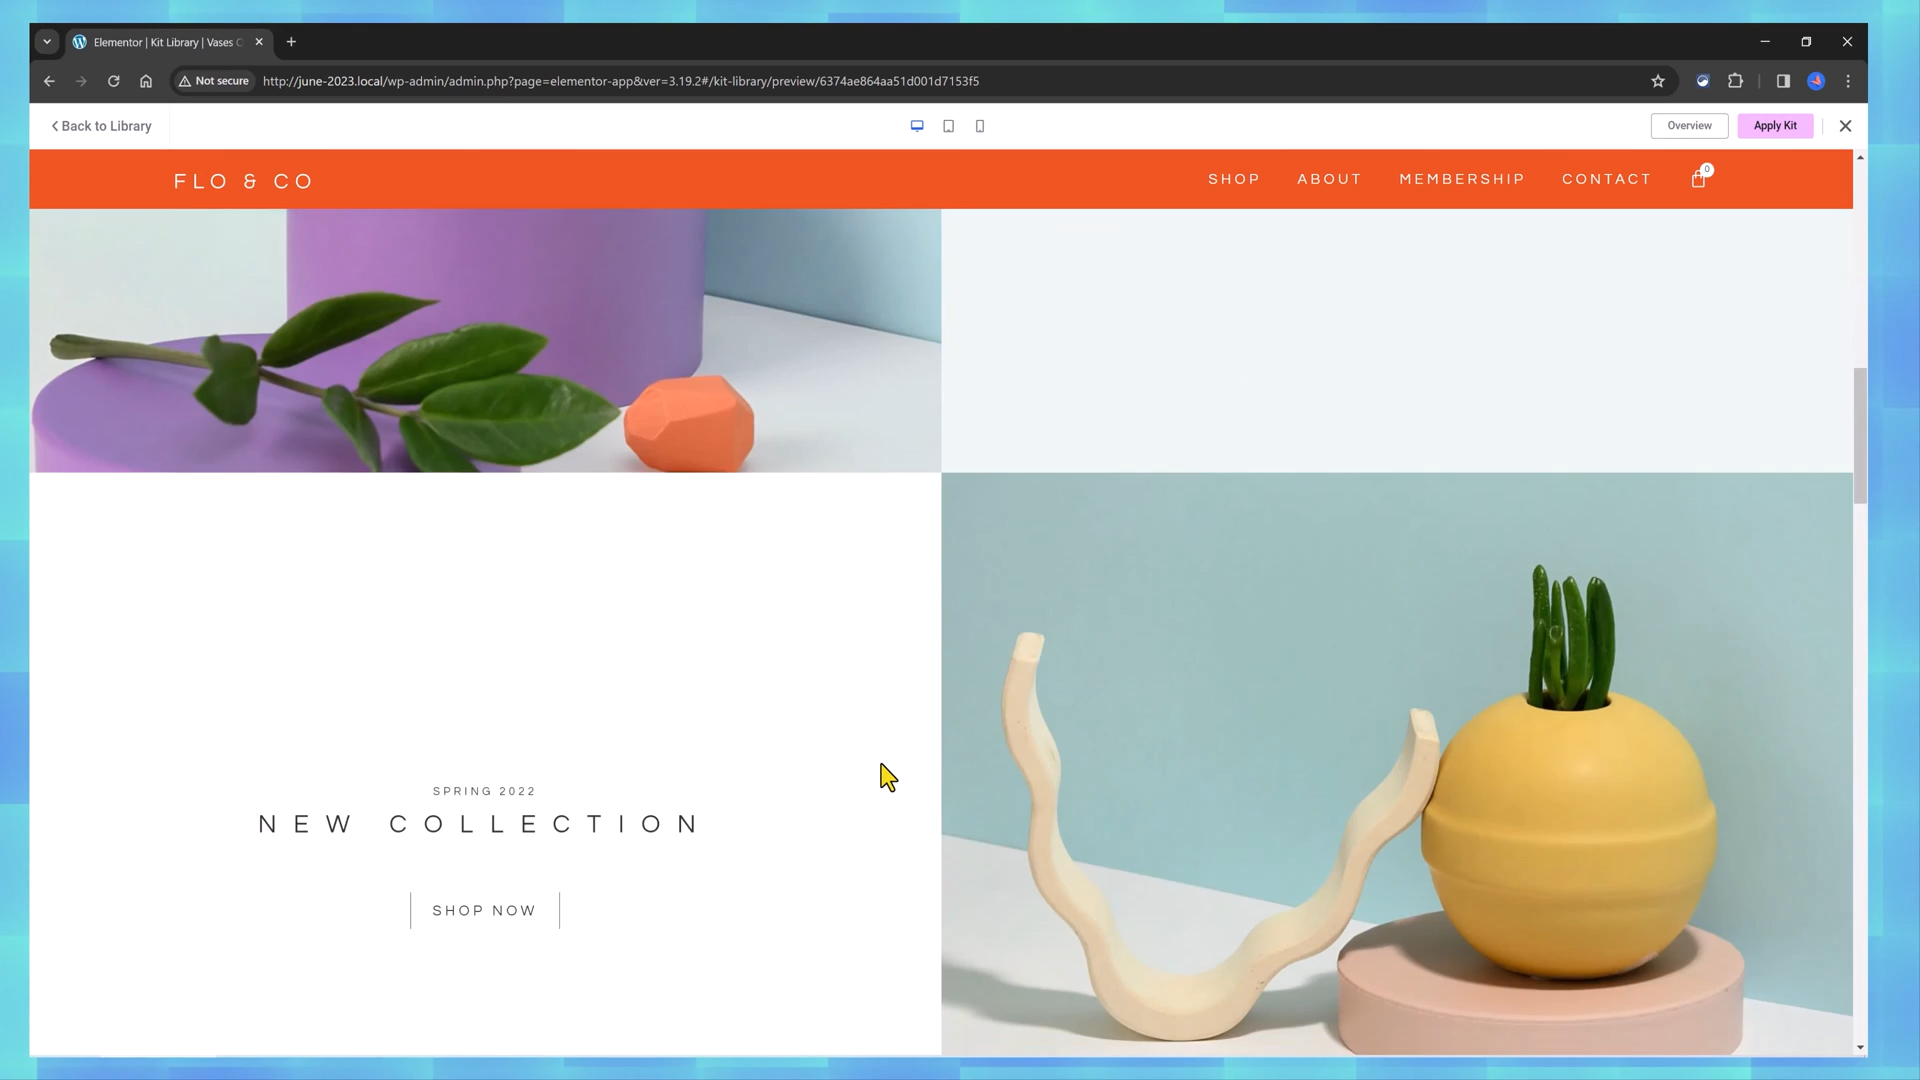 Elementor | Kit Library | Vases C
Not secure
http://june-2023.local/wp-admin/admin.php?page=elementor-app&ver=3.19.2#/kit-library/preview/6374ae864aa51d001d7153f5
Back to Library
Overview
Apply Kit
FLO & CO
SHOP
ABOUT
MEMBERSHIP
CONTACT
0
SPRING 2022
NEW COLLECTION
SHOP NOW